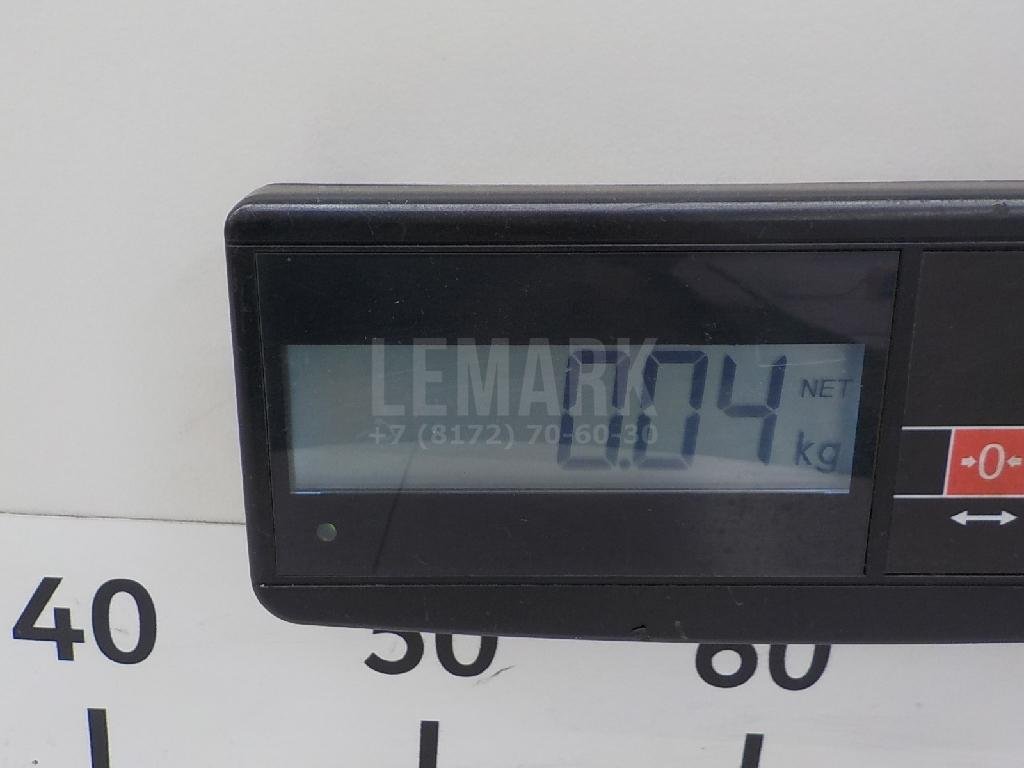 LEMARK
+7 (8172) 70-60-30
0.04 NET
kg
→0←
40 50 60